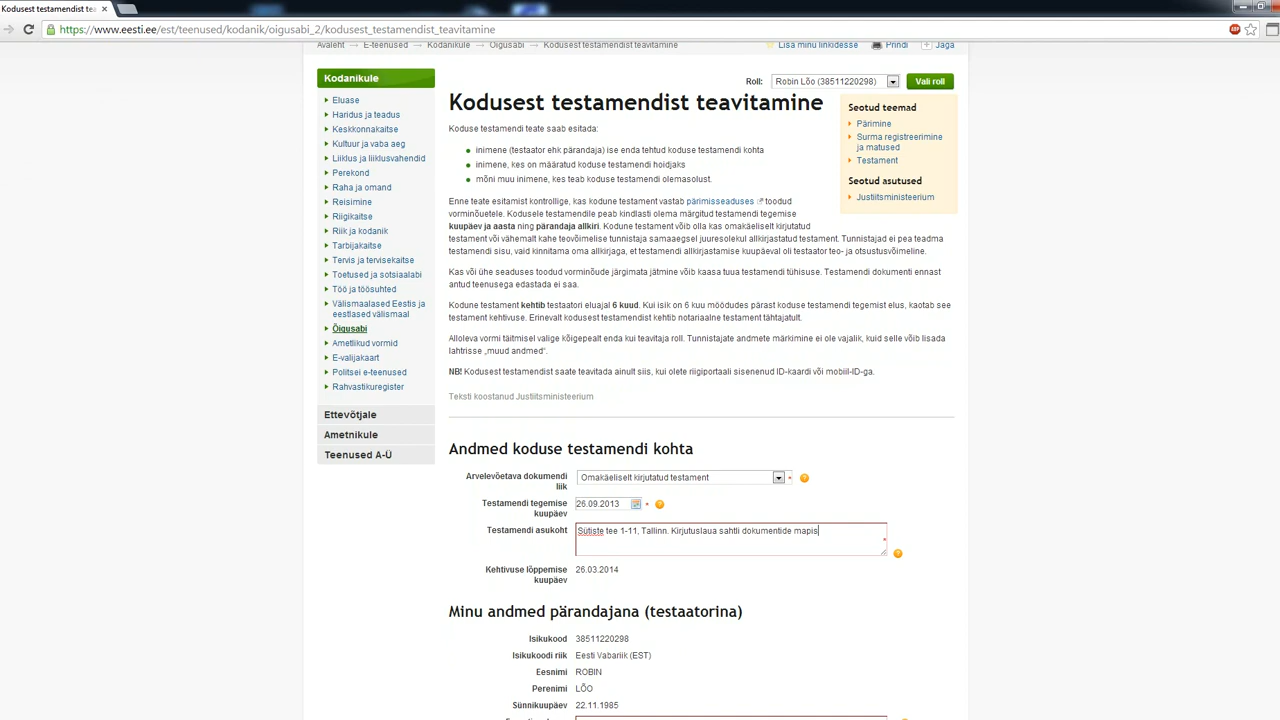 Kodusest testamendist tea
https://www.eesti.ee/est/teenused/kodanik/oigusabi_2/kodusest_testamendist_teavitamine
Avaleht → E-teenused → Kodanikule → Õigusabi → Kodusest testamendist teavitamine
Lisa minu linkidesse Prindi Jaga
Kodanikule
Eluase
Haridus ja teadus
Keskkonnakaitse
Kultuur ja vaba aeg
Liiklus ja liiklusvahendid
Perekond
Raha ja omand
Reisimine
Riigikaitse
Riik ja kodanik
Tarbijakaitse
Tervis ja tervisekaitse
Toetused ja sotsiaalabi
Töö ja töösuhted
Välismaalased Eestis ja
eestlased välismaal
Õigusabi
Ametlikud vormid
E-valijakaart
Politsei e-teenused
Rahvastikuregister
Ettevõtjale
Ametnikule
Teenused A-Ü
Roll: Robin Lõo (38511220298) Vali roll
Kodusest testamendist teavitamine
Koduse testamendi teate saab esitada:
inimene (testaator ehk pärandaja) ise enda tehtud koduse testamendi kohta
inimene, kes on määratud koduse testamendi hoidjaks
mõni muu inimene, kes teab koduse testamendi olemasolust.
Enne teate esitamist kontrollige, kas kodune testament vastab pärimisseaduses toodud
vorminõuetele. Kodusele testamendile peab kindlasti olema märgitud testamendi tegemise
kuupäev ja aasta ning pärandaja allkiri. Kodune testament võib olla kas omakäeliselt kirjutatud
testament või vähemalt kahe teovõimelise tunnistaja samaaegsel juuresolekul allkirjastatud testament. Tunnistajad ei pea teadma
testamendi sisu, vaid kinnitama oma allkirjaga, et testamendi allkirjastamise kuupäeval oli testaator teo- ja otsustusvõimeline.
Kas või ühe seaduses toodud vorminõude järgimata jätmine võib kaasa tuua testamendi tühisuse. Testamendi dokumenti ennast
antud teenusega edastada ei saa.
Kodune testament kehtib testaatori eluajal 6 kuud. Kui isik on 6 kuu möödudes pärast koduse testamendi tegemist elus, kaotab see
testament kehtivuse. Erinevalt kodusest testamendist kehtib notariaalne testament tähtajatult.
Alloleva vormi täitmisel valige kõigepealt enda kui teavitaja roll. Tunnistajate andmete märkimine ei ole vajalik, kuid selle võib lisada
lahtrisse „muud andmed“.
NB! Kodusest testamendist saate teavitada ainult siis, kui olete riigiportaali sisenenud ID-kaardi või mobiil-ID-ga.
Teksti koostanud Justiitsministeerium
Seotud teemad
Pärimine
Surma registreerimine
ja matused
Testament
Seotud asutused
Justiitsministeerium
Andmed koduse testamendi kohta
Arvelevõetava dokumendi
liik
Omakäeliselt kirjutatud testament *
Testamendi tegemise
kuupäev
26.09.2013 *
Testamendi asukoht Sütiste tee 1-11, Tallinn. Kirjutuslaua sahtli dokumentide mapis *
Kehtivuse lõppemise
kuupäev
26.03.2014
Minu andmed pärandajana (testaatorina)
Isikukood 38511220298
Isikukoodi riik Eesti Vabariik (EST)
Eesnimi ROBIN
Perenimi LÕO
Sünnikuupäev 22.11.1985